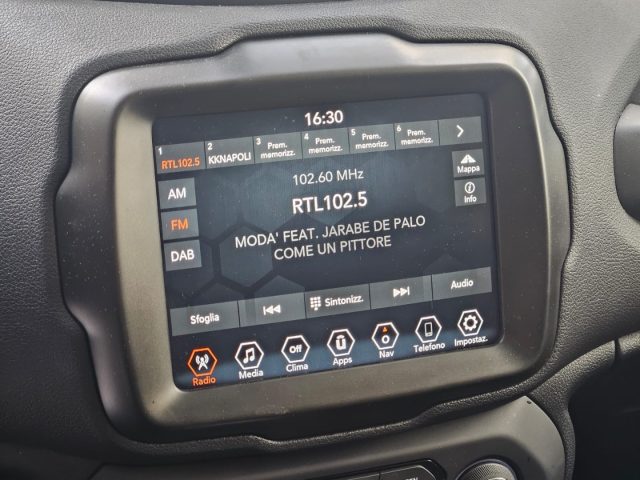 16:30
1 2 3 4 5 6
RTL102.5 KKNAPOLI Prem. memorizz. Prem. memorizz. Prem. memorizz. Prem. memorizz.
AM
FM
DAB
102.60 MHz
RTL102.5
MODA' FEAT. JARABE DE PALO
COME UN PITTORE
Mappa
Info
Sfoglia Sintonizz. Audio
Off
Radio Media Clima Apps Nav Telefono Impostaz.